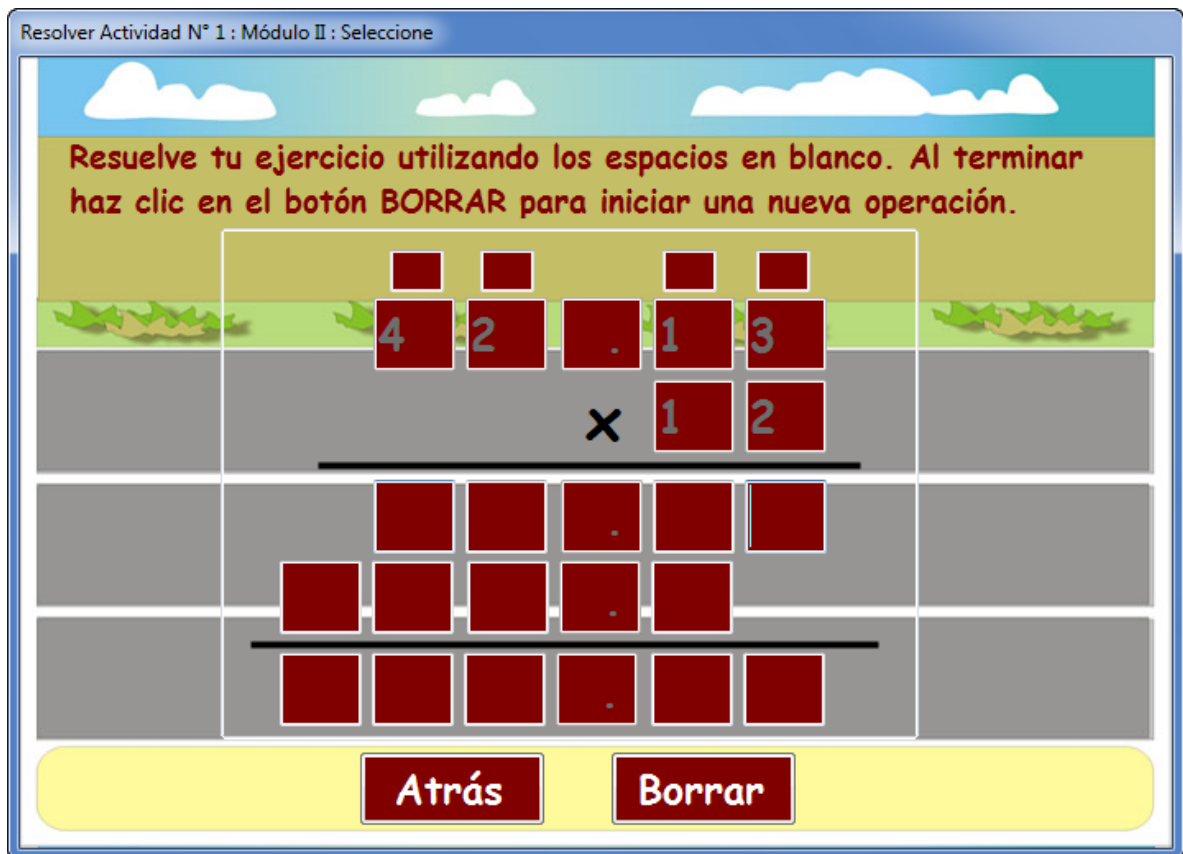 Resolver Actividad N° 1 : Módulo II : Seleccione
Resuelve tu ejercicio utilizando los espacios en blanco. Al terminar
haz clic en el botón BORRAR para iniciar una nueva operación.
4 2 . 1 3
x 1 2
.
.
.
Atrás Borrar